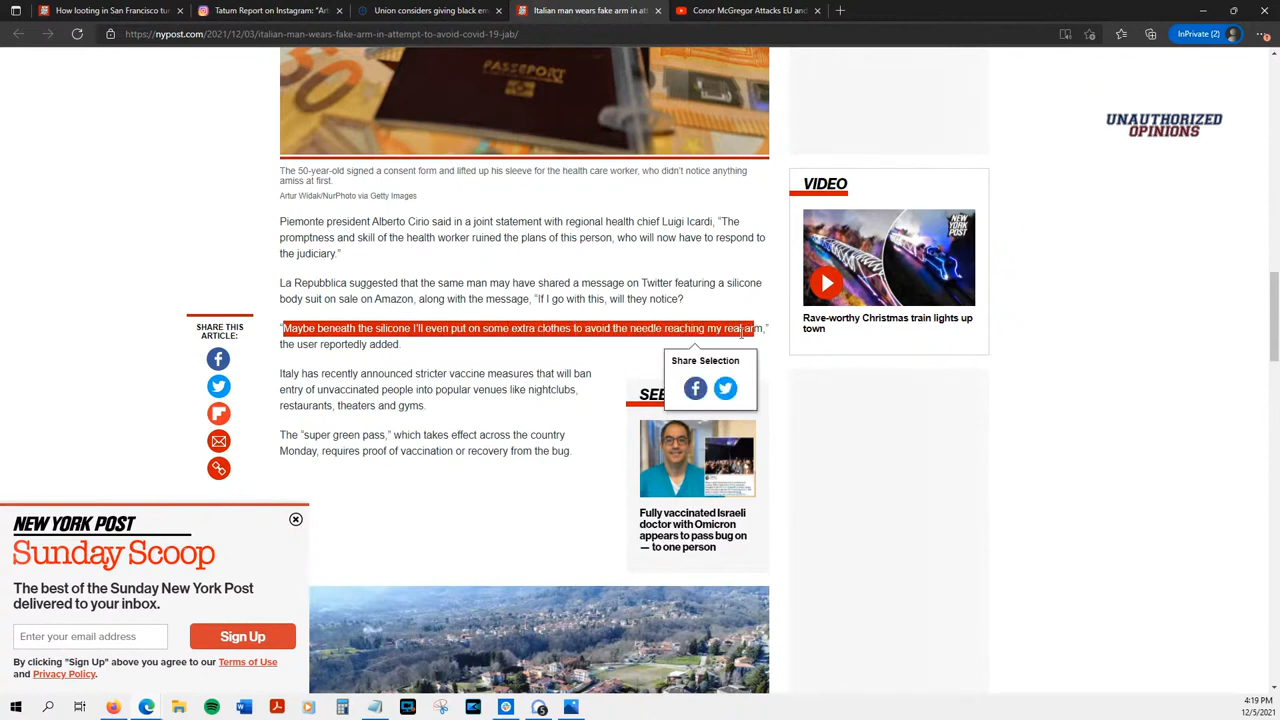 How looting in San Francisco turn
Tatum Report on Instagram: "Art
Union considers giving black em
Italian man wears fake arm in att
Conor McGregor Attacks EU and
https://nypost.com/2021/12/03/italian-man-wears-fake-arm-in-attempt-to-avoid-covid-19-jab/
InPrivate (1)
PASSEPORT
UNAUTHORIZED
OPINIONS
The 50-year-old signed a consent form and lifted up his sleeve for the health care worker, who didn't notice anything
amiss at first.
Artur Widak/NurPhoto via Getty Images
VIDEO
NEW
YORK
POST
Rave-worthy Christmas train lights up
town
Piemonte president Alberto Cirio said in a joint statement with regional health chief Luigi Icardi, "The
promptness and skill of the health worker ruined the plans of this person, who will now have to respond to
the judiciary."
La Repubblica suggested that the same man may have shared a message on Twitter featuring a silicone
body suit on sale on Amazon, along with the message, "If I go with this, will they notice?
SHARE THIS
ARTICLE:
"Maybe beneath the silicone I'll even put on some extra clothes to avoid the needle reaching my real arm,"
the user reportedly added.
Share Selection
Italy has recently announced stricter vaccine measures that will ban
entry of unvaccinated people into popular venues like nightclubs,
restaurants, theaters and gyms.
SEE
The "super green pass," which takes effect across the country
Monday, requires proof of vaccination or recovery from the bug.
Fully vaccinated Israeli
doctor with Omicron
appears to pass bug on
— to one person
NEW YORK POST
Sunday Scoop
The best of the Sunday New York Post
delivered to your inbox.
Enter your email address
Sign Up
By clicking "Sign Up" above you agree to our Terms of Use
and Privacy Policy.
4:19 PM
12/5/2021